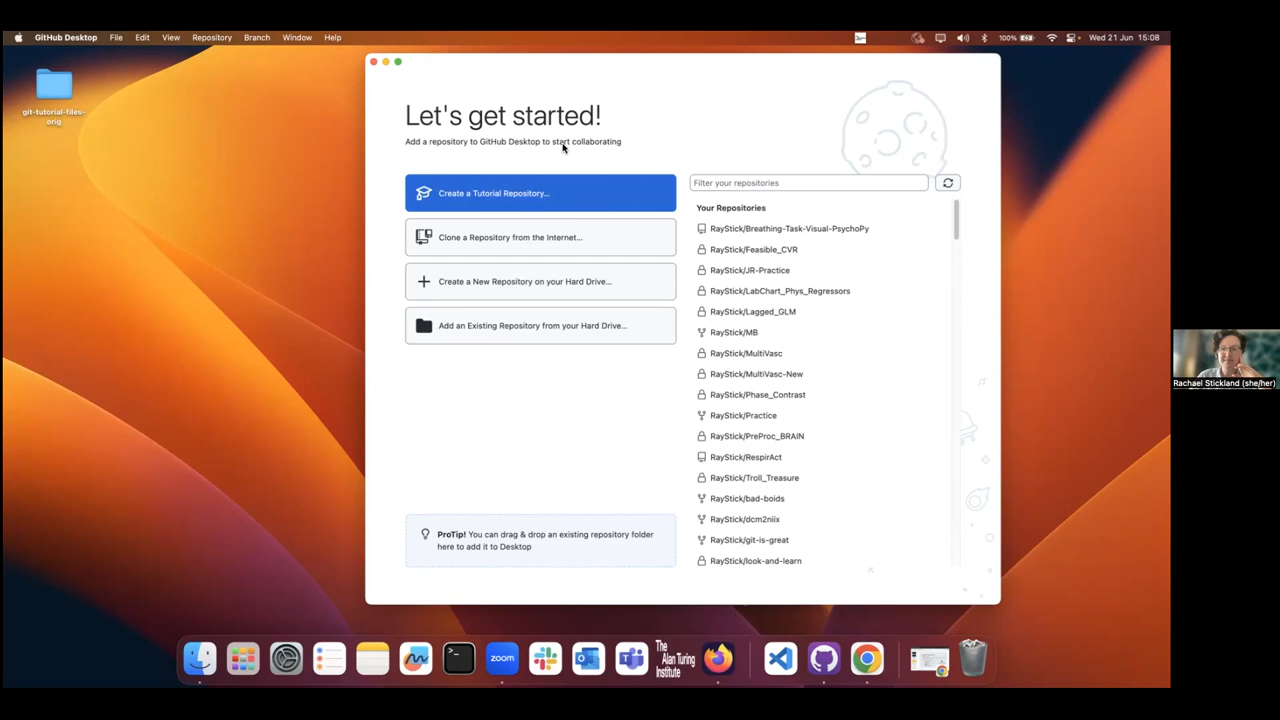 GitHub Desktop File Edit View Repository Branch Window Help 100% Wed 21 Jun 15:08
git-tutorial-files-
orig
Let's get started!
Add a repository to GitHub Desktop to start collaborating
Create a Tutorial Repository...
Clone a Repository from the Internet...
Create a New Repository on your Hard Drive...
Add an Existing Repository from your Hard Drive...
ProTip! You can drag & drop an existing repository folder
here to add it to Desktop
Filter your repositories
Your Repositories
RayStick/Breathing-Task-Visual-PsychoPy
RayStick/Feasible_CVR
RayStick/JR-Practice
RayStick/LabChart_Phys_Regressors
RayStick/Lagged_GLM
RayStick/MB
RayStick/MultiVasc
RayStick/MultiVasc-New
RayStick/Phase_Contrast
RayStick/Practice
RayStick/PreProc_BRAIN
RayStick/RespirAct
RayStick/Troll_Treasure
RayStick/bad-boids
RayStick/dcm2niix
RayStick/git-is-great
RayStick/look-and-learn
Rachael Stickland (she/her)
zoom
The
Alan Turing
Institute